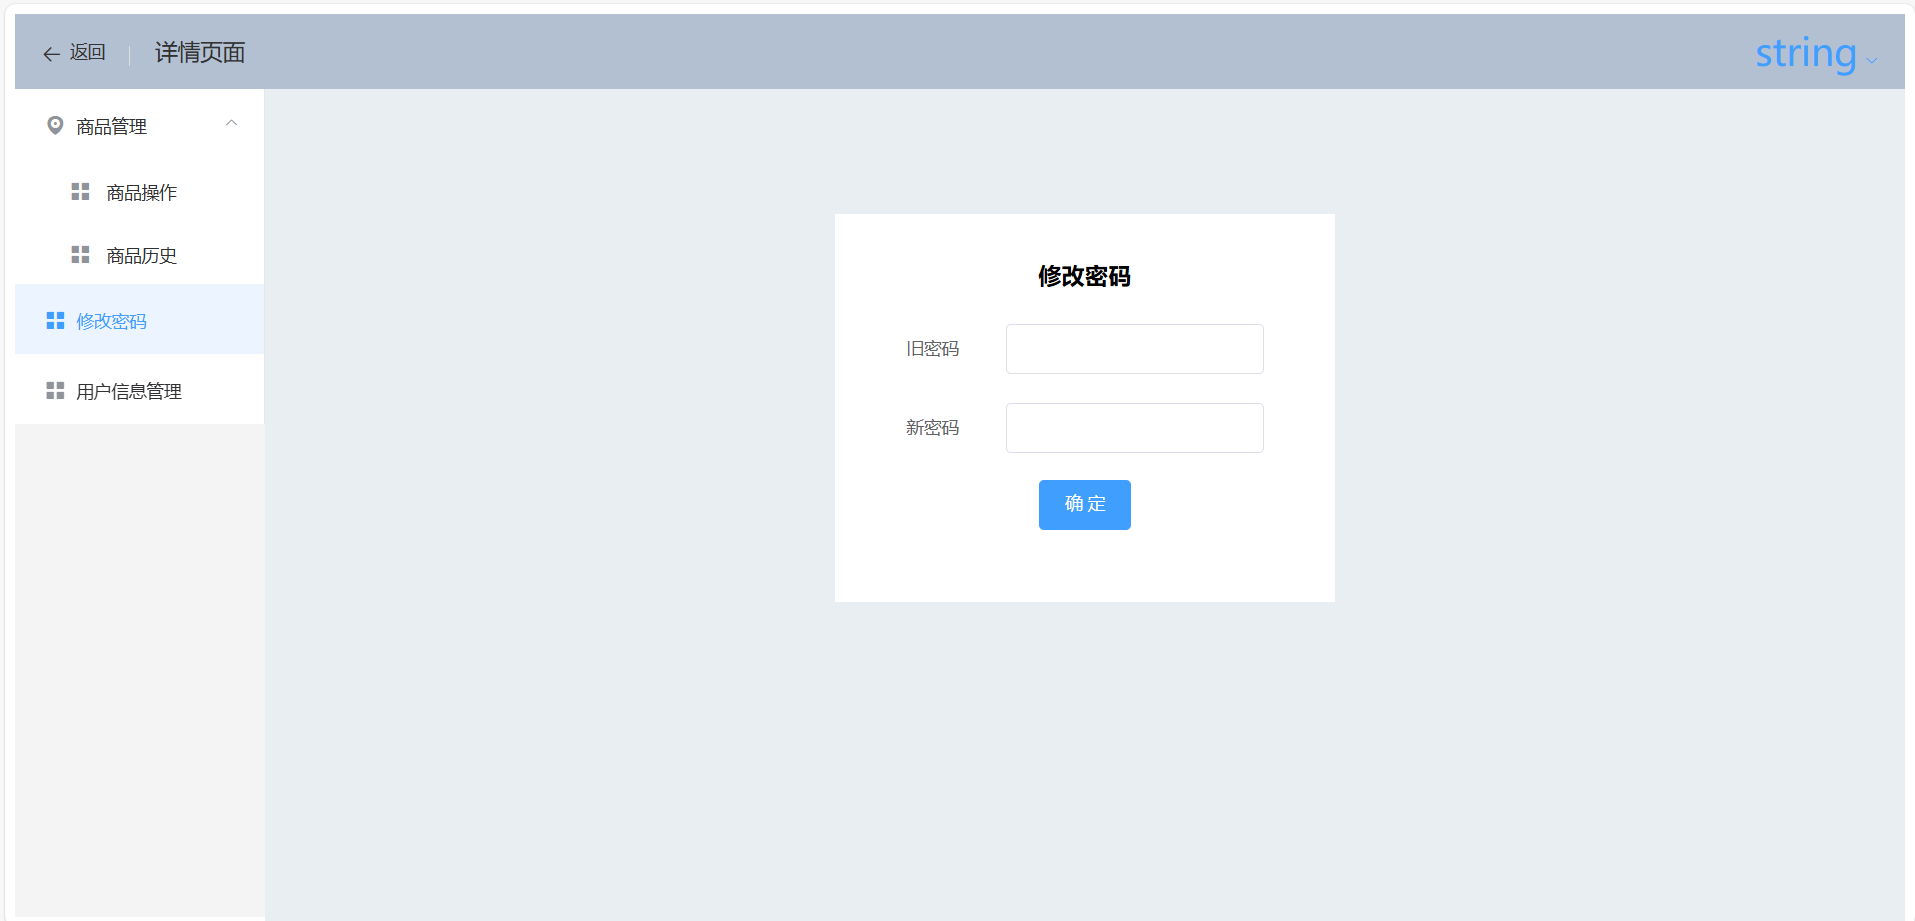 返回
详情页面
string
商品管理
商品操作
商品历史
修改密码
用户信息管理
修改密码
旧密码
新密码
确 定